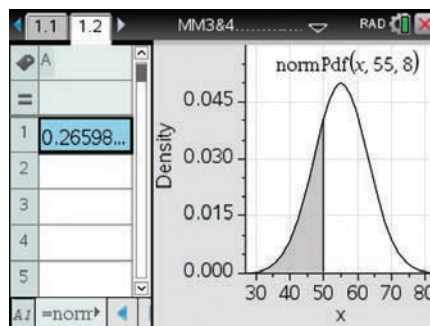 1.1 1.2 MM3&4............. RAD
A
=
1 0.26598...
2
3
4
5
A1 =norm
normPdf(x, 55, 8)
Density
0.045
0.030
0.015
0.000
30 40 50 60 70 80
x